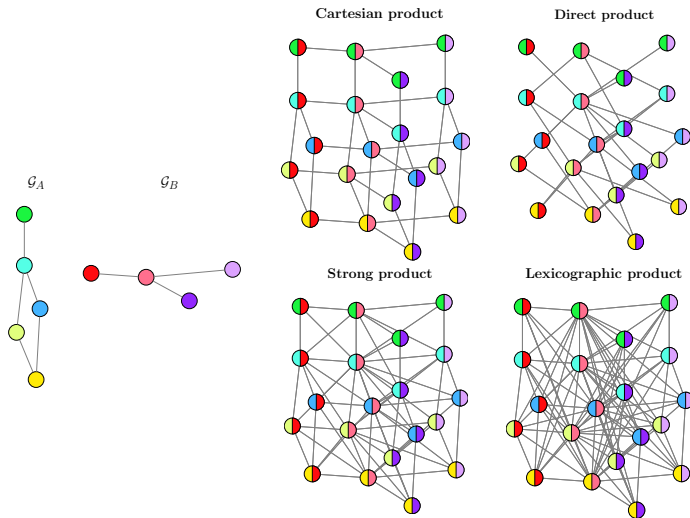 Cartesian product
Direct product
𝒢_A
𝒢_B
Strong product
Lexicographic product